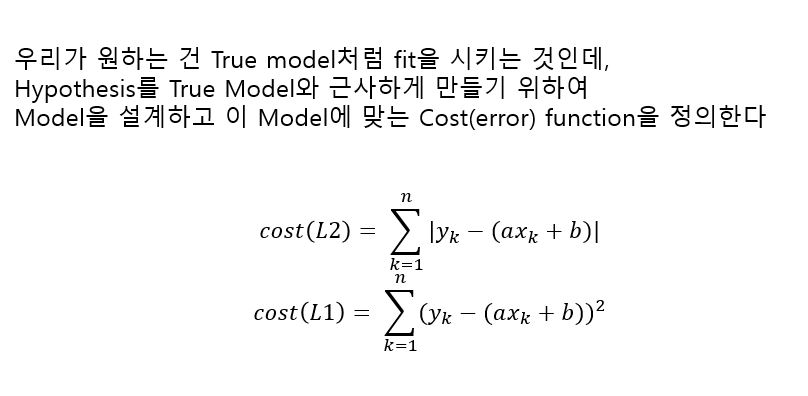 우리가 원하는 건 True model처럼 fit을 시키는 것인데,
Hypothesis를 True Model와 근사하게 만들기 위하여
Model을 설계하고 이 Model에 맞는 Cost(error) function을 정의한다
cost(L2) = ∑_{k=1}^{n} |y_k − (ax_k + b)|
cost(L1) = ∑_{k=1}^{n} (y_k − (ax_k + b))²